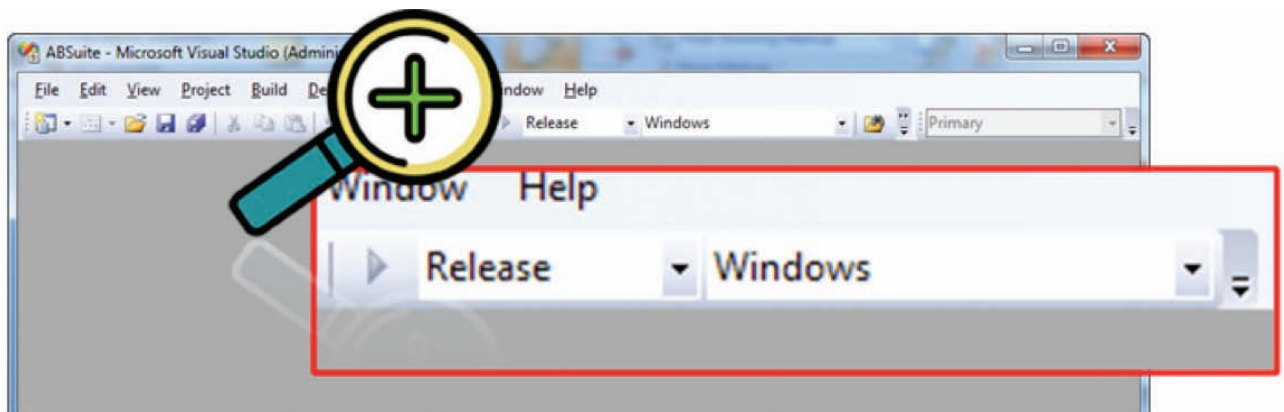 ABSuite - Microsoft Visual Studio (Admini
File Edit View Project Build De ndow Help
Release Windows Primary
Window Help
Release Windows